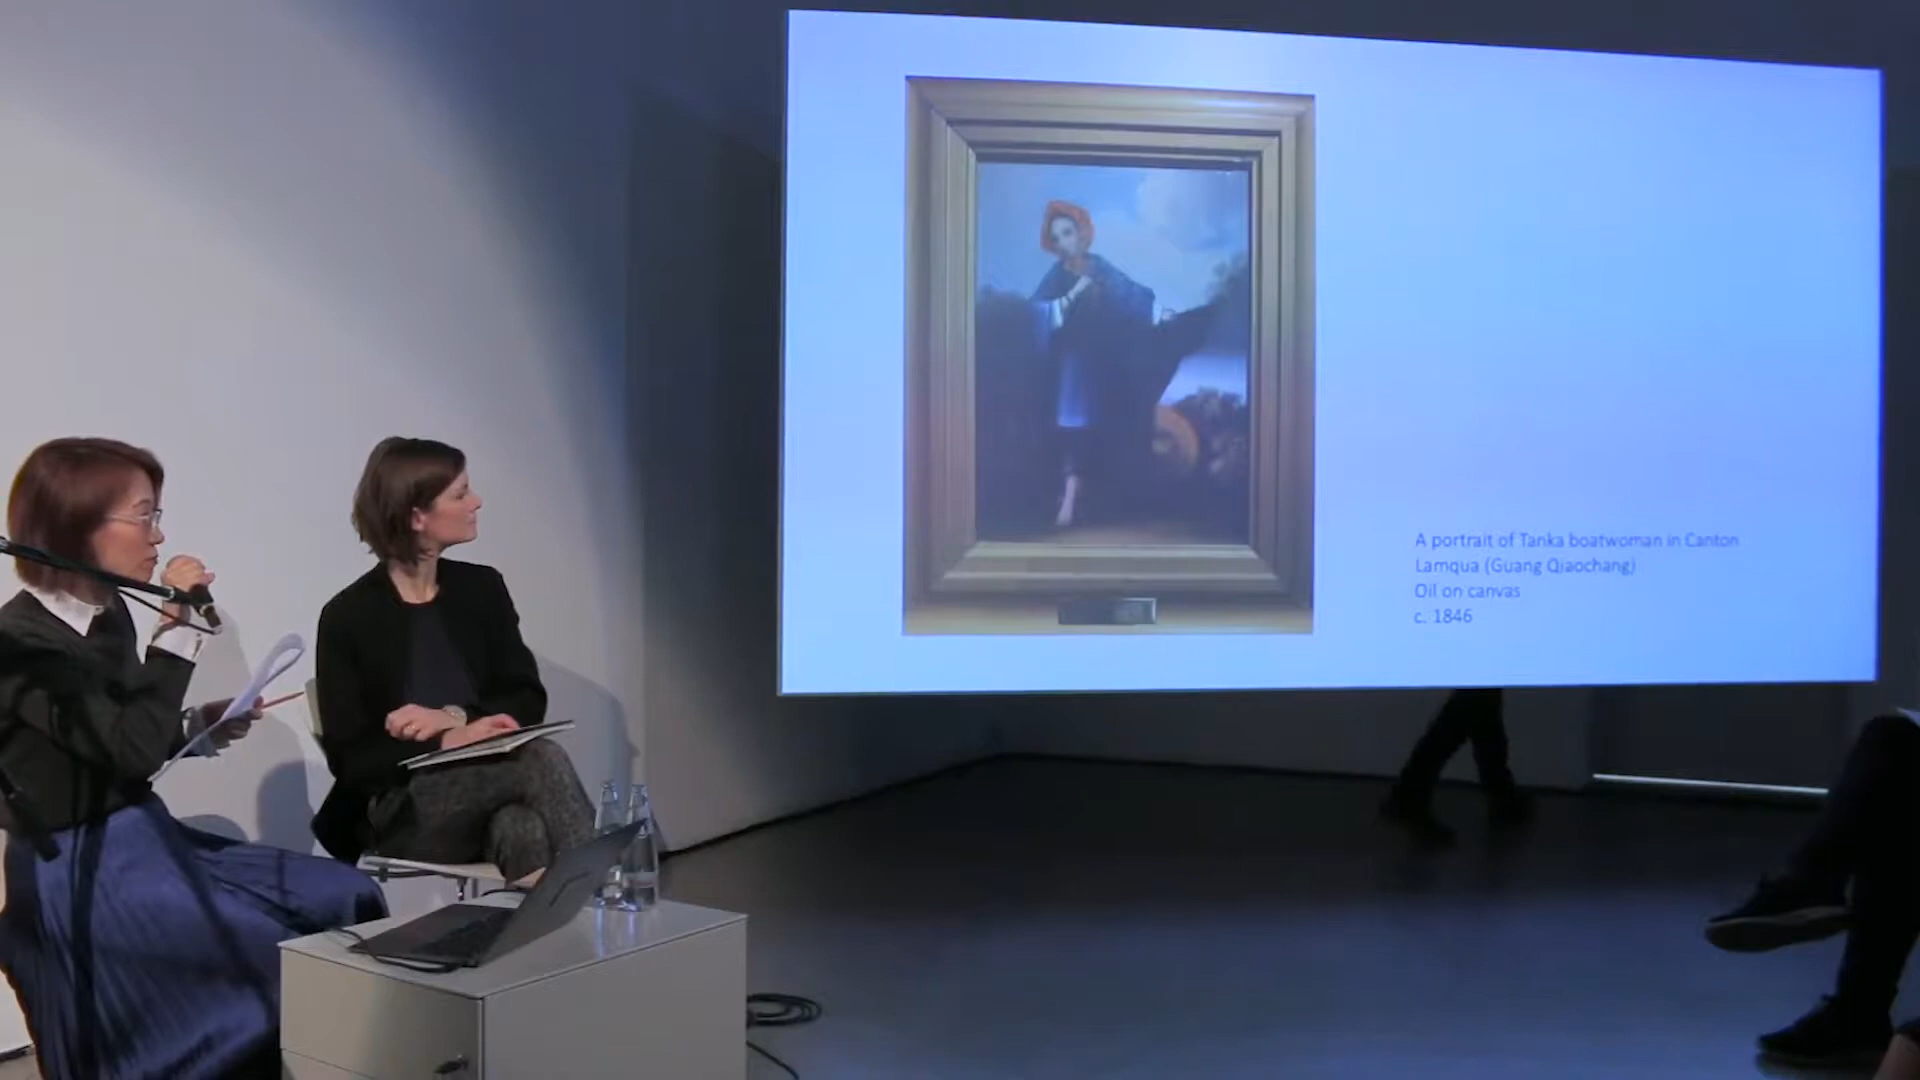 A portrait of Tanka boatwoman in Canton
Lamqua (Guang Qiaochang)
Oil on canvas
c. 1846